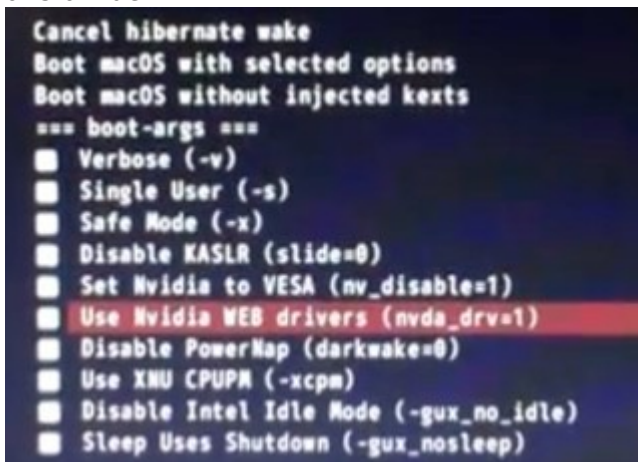 Cancel hibernate wake
Boot macOS with selected options
Boot macOS without injected kexts
=== boot-args ===
Verbose (-v)
Single User (-s)
Safe Mode (-x)
Disable KASLR (slide=0)
Set Nvidia to VESA (nv_disable=1)
Use Nvidia WEB drivers (nvda_drv=1)
Disable PowerNap (darkwake=0)
Use XNU CPUPM (-xcpm)
Disable Intel Idle Mode (-gux_no_idle)
Sleep Uses Shutdown (-gux_nosleep)